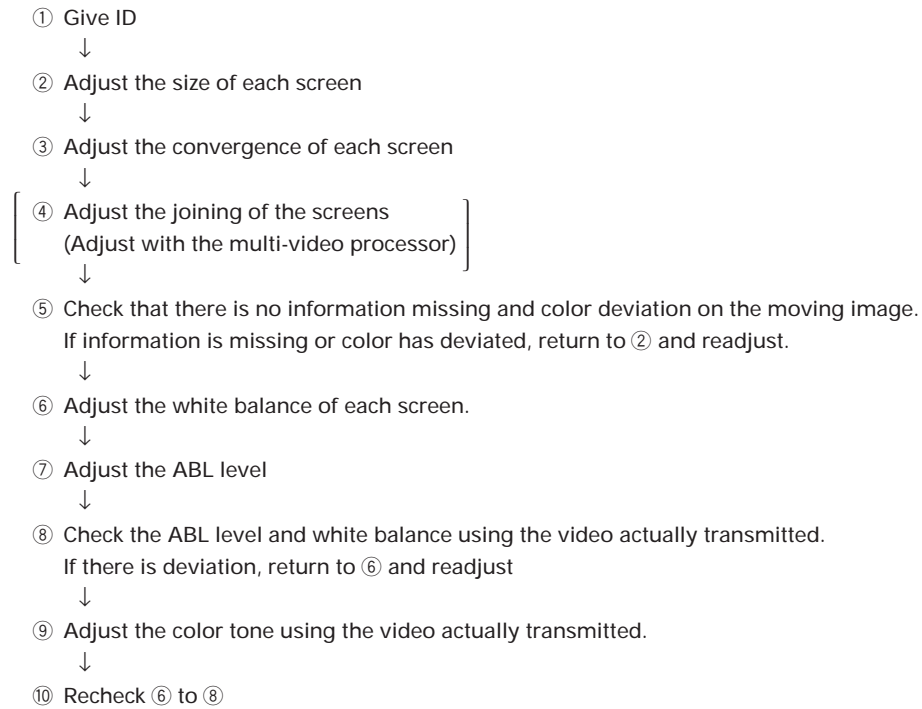 ① Give ID
↓
② Adjust the size of each screen
↓
③ Adjust the convergence of each screen
↓
④ Adjust the joining of the screens
(Adjust with the multi-video processor)
↓
⑤ Check that there is no information missing and color deviation on the moving image.
If information is missing or color has deviated, return to ② and readjust.
↓
⑥ Adjust the white balance of each screen.
↓
⑦ Adjust the ABL level
↓
⑧ Check the ABL level and white balance using the video actually transmitted.
If there is deviation, return to ⑥ and readjust
↓
⑨ Adjust the color tone using the video actually transmitted.
↓
⑩ Recheck ⑥ to ⑧